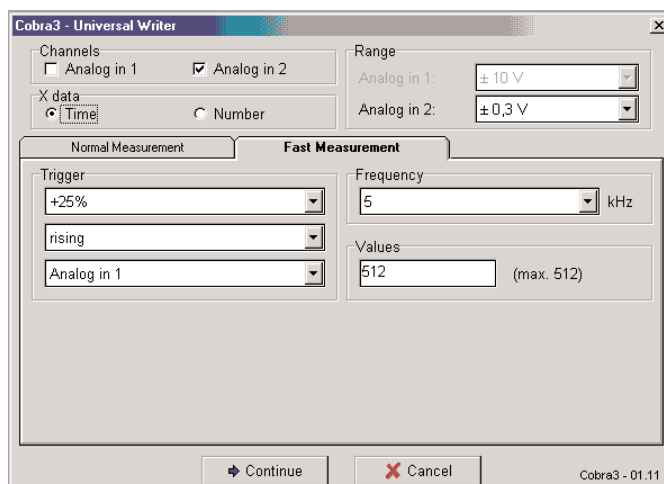 Cobra3 - Universal Writer
Channels
Analog in 1
Analog in 2
X data
Time
Number
Range
Analog in 1:
± 10 V
Analog in 2:
± 0,3 V
Normal Measurement
Fast Measurement
Trigger
+25%
rising
Analog in 1
Frequency
5
kHz
Values
512
(max. 512)
Continue
Cancel
Cobra3 - 01.11